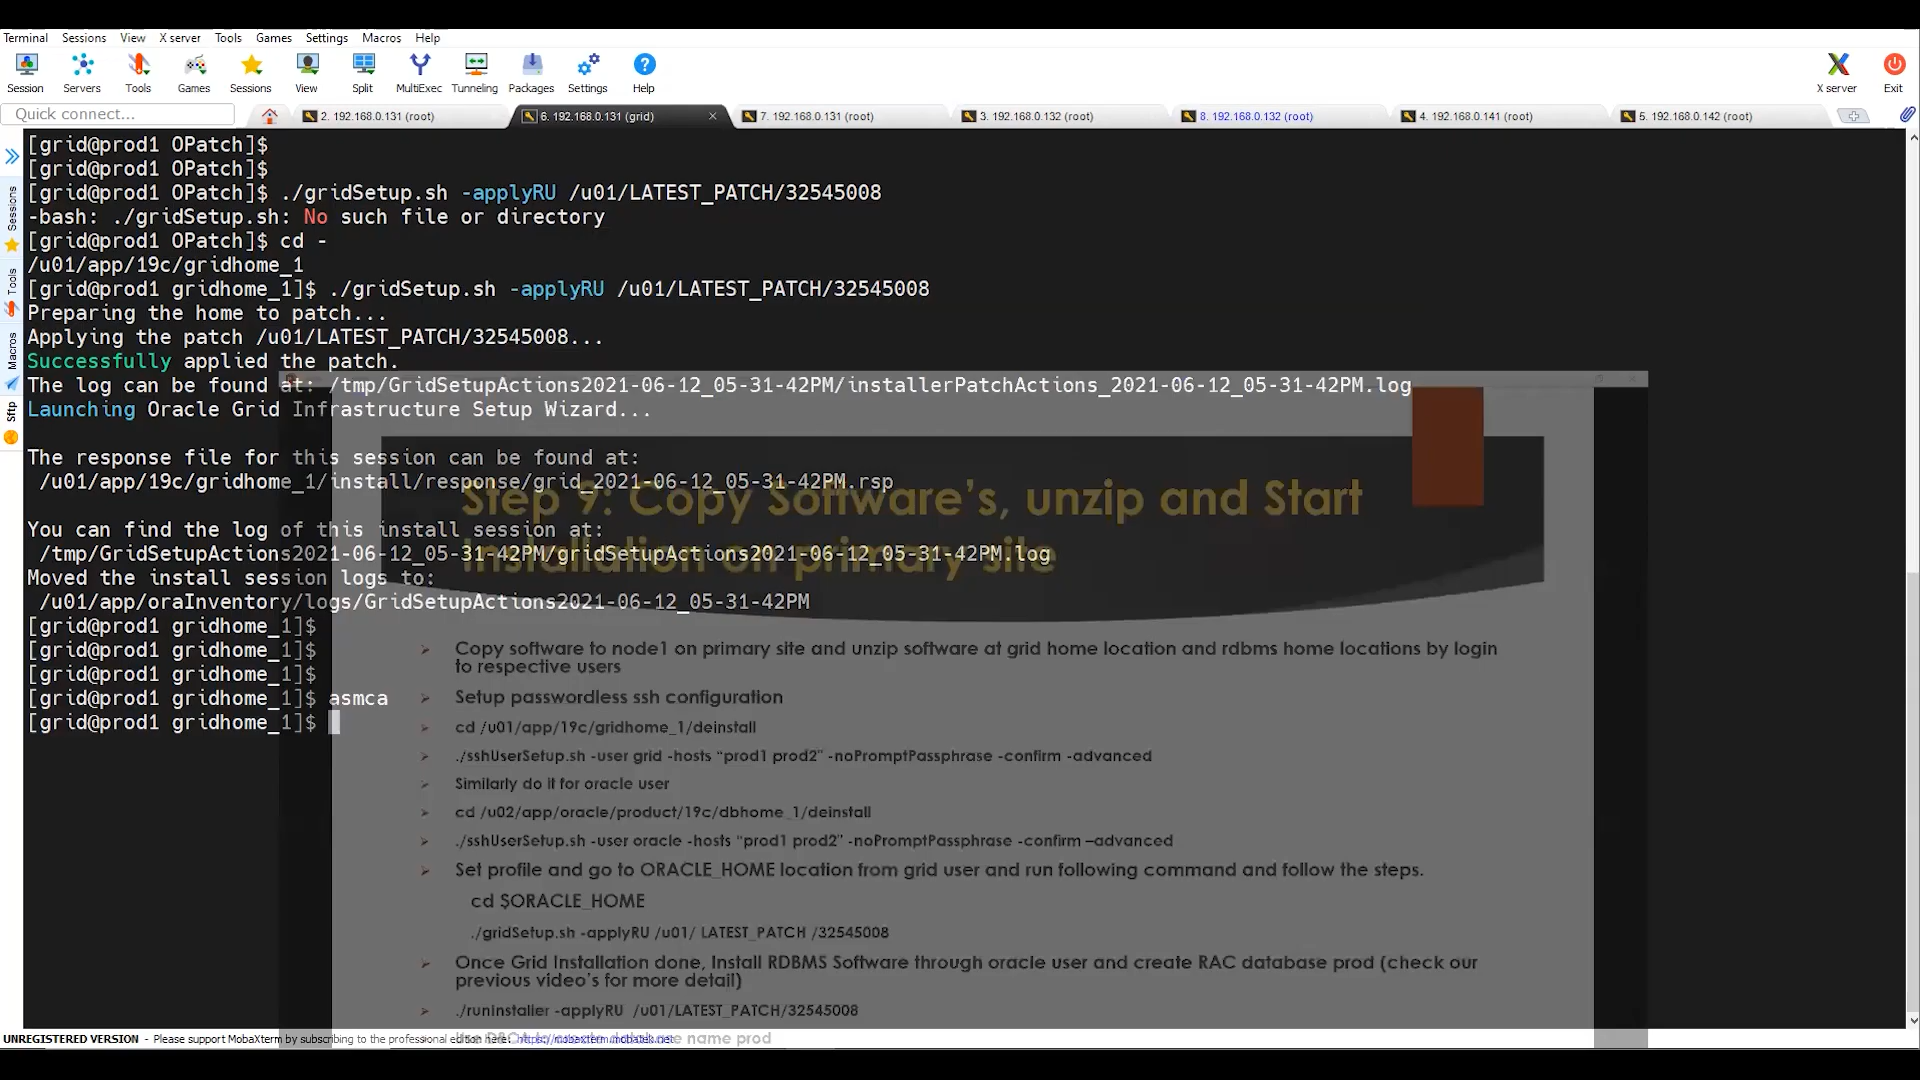 Terminal Sessions View X server Tools Games Settings Macros Help
Session Servers Tools Games Sessions View Split MultiExec Tunneling Packages Settings Help X server Exit
Quick connect... 2. 192.168.0.131 (root) 6. 192.168.0.131 (grid) 7. 192.168.0.131 (root) 3. 192.168.0.132 (root) 8. 192.168.0.132 (root) 4. 192.168.0.141 (root) 5. 192.168.0.142 (root)
Sessions
Tools
Macros
Sftp
[grid@prod1 OPatch]$
[grid@prod1 OPatch]$
[grid@prod1 OPatch]$ ./gridSetup.sh -applyRU /u01/LATEST_PATCH/32545008
-bash: ./gridSetup.sh: No such file or directory
[grid@prod1 OPatch]$ cd -
/u01/app/19c/gridhome_1
[grid@prod1 gridhome_1]$ ./gridSetup.sh -applyRU /u01/LATEST_PATCH/32545008
Preparing the home to patch...
Applying the patch /u01/LATEST_PATCH/32545008...
Successfully applied the patch.
The log can be found at: /tmp/GridSetupActions2021-06-12_05-31-42PM/installerPatchActions_2021-06-12_05-31-42PM.log
Launching Oracle Grid Infrastructure Setup Wizard...
The response file for this session can be found at:
/u01/app/19c/gridhome_1/install/response/grid_2021-06-12_05-31-42PM.rsp
You can find the log of this install session at:
/tmp/GridSetupActions2021-06-12_05-31-42PM/gridSetupActions2021-06-12_05-31-42PM.log
Moved the install session logs to:
/u01/app/oraInventory/logs/GridSetupActions2021-06-12_05-31-42PM
[grid@prod1 gridhome_1]$
[grid@prod1 gridhome_1]$
[grid@prod1 gridhome_1]$
[grid@prod1 gridhome_1]$ asmca
[grid@prod1 gridhome_1]$
Step 9: Copy Software's, unzip and Start
Installation on primary site
Copy software to node1 on primary site and unzip software at grid home location and rdbms home locations by login
to respective users
Setup passwordless ssh configuration
cd /u01/app/19c/gridhome_1/deinstall
./sshUserSetup.sh -user grid -hosts “prod1 prod2” -noPromptPassphrase -confirm -advanced
Similarly do it for oracle user
cd /u02/app/oracle/product/19c/dbhome_1/deinstall
./sshUserSetup.sh -user oracle -hosts “prod1 prod2” -noPromptPassphrase -confirm –advanced
Set profile and go to ORACLE_HOME location from grid user and run following command and follow the steps.
cd $ORACLE_HOME
./gridSetup.sh -applyRU /u01/ LATEST_PATCH /32545008
Once Grid Installation done, Install RDBMS Software through oracle user and create RAC database prod (check our
previous video's for more detail)
./runInstaller -applyRU /u01/LATEST_PATCH/32545008
name prod
UNREGISTERED VERSION - Please support MobaXterm by subscribing to the professional edition here: https://mobaxterm.mobatek.net